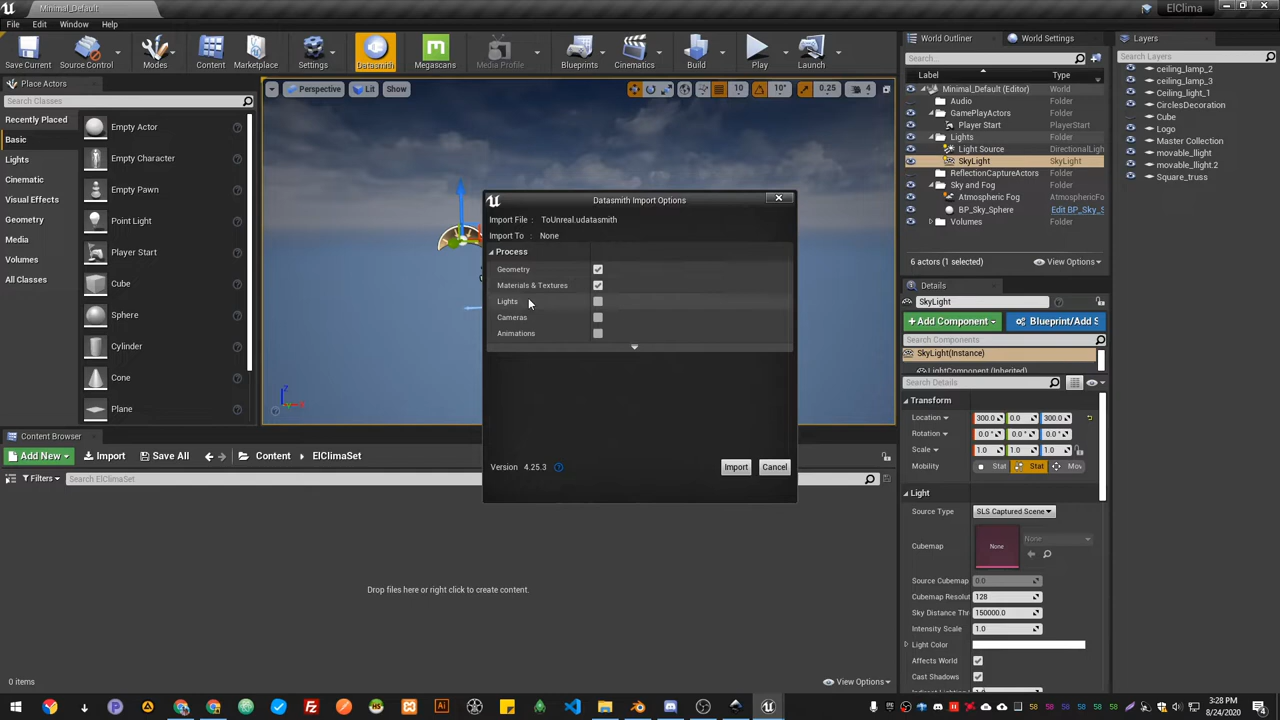 Minimal_Default
ElClima
File Edit Window Help
Save Current
Source Control
Modes
Content
Marketplace
Settings
Datasmith
Megascans
Media Profile
Blueprints
Cinematics
Build
Play
Launch
Place Actors
Search Classes
Recently Placed
Basic
Lights
Cinematic
Visual Effects
Geometry
Media
Volumes
All Classes
Empty Actor
Empty Character
Empty Pawn
Point Light
Player Start
Cube
Sphere
Cylinder
Cone
Plane
Perspective Lit Show
10 10° 0.25 4
Datasmith Import Options
Import File : ToUnreal.udatasmith
Import To : None
Process
Geometry
Materials & Textures
Lights
Cameras
Animations
Version 4.25.3
Import Cancel
World Outliner World Settings
Search...
Label Type
Minimal_Default (Editor) World
Audio Folder
GamePlayActors Folder
Player Start PlayerStart
Lights Folder
Light Source DirectionalLigh
SkyLight SkyLight
ReflectionCaptureActors Folder
Sky and Fog Folder
Atmospheric Fog AtmosphericFog
BP_Sky_Sphere Edit BP_Sky_S
Volumes Folder
6 actors (1 selected) View Options
Layers
Search Layers
ceiling_lamp_2
ceiling_lamp_3
Ceiling_light_1
CirclesDecoration
Cube
Logo
Master Collection
movable_llight
movable_llight.2
Square_truss
Details
SkyLight
+Add Component Blueprint/Add S
Search Components
SkyLight(Instance)
LightComponent (Inherited)
Search Details
Transform
Location 300.0 0.0 300.0
Rotation 0.0 ° 0.0 ° 0.0 °
Scale 1.0 1.0 1.0
Mobility Stat Stat Mov
Light
Source Type SLS Captured Scene
Cubemap None None
Source Cubemap 0.0
Cubemap Resolut 128
Sky Distance Thr 150000.0
Intensity Scale 1.0
Light Color
Affects World
Cast Shadows
Content Browser
Add New Import Save All Content ElClimaSet
Filters Search ElClimaSet
Drop files here or right click to create content.
0 items View Options
3:28 PM
8/24/2020